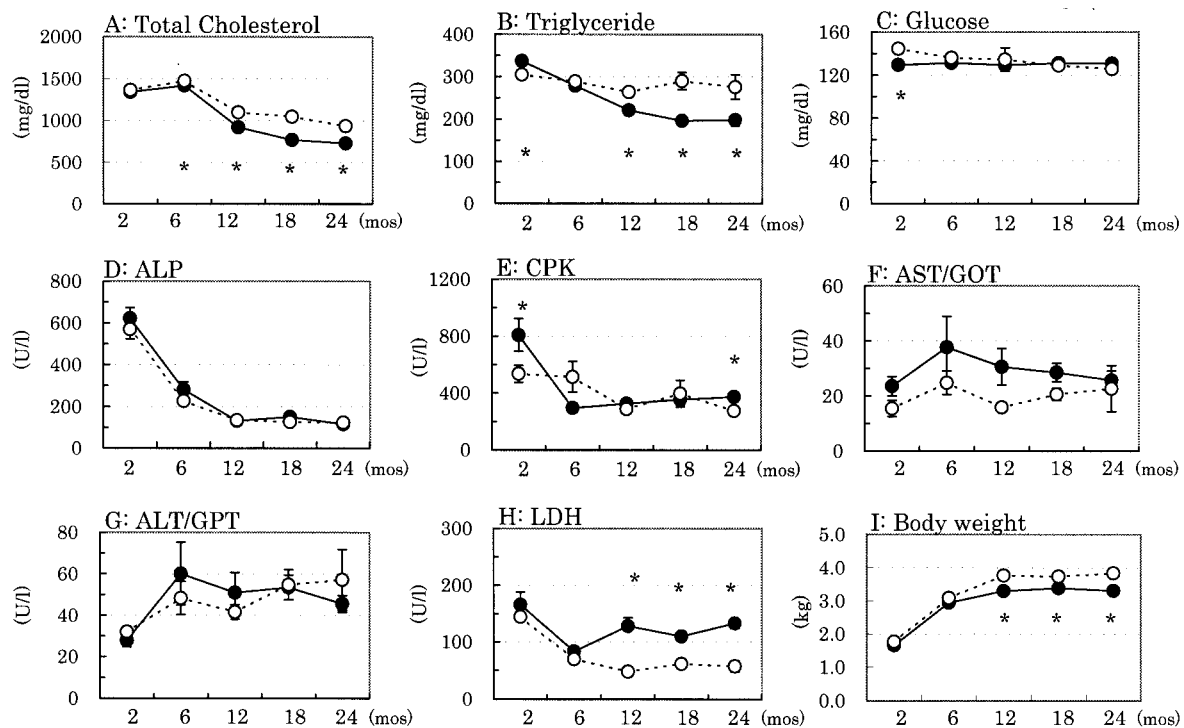 A: Total Cholesterol
2000
1500
1000
500
0
(mg/dl)
* * * *
2 6 12 18 24 (mos)
B: Triglyceride
400
300
200
100
0
(mg/dl)
* * * *
2 6 12 18 24 (mos)
C: Glucose
160
120
80
40
0
(mg/dl)
*
2 6 12 18 24 (mos)
D: ALP
800
600
400
200
0
(U/l)
2 6 12 18 24 (mos)
E: CPK
1200
800
400
0
(U/l)
* *
2 6 12 18 24 (mos)
F: AST/GOT
60
40
20
0
(U/l)
2 6 12 18 24 (mos)
G: ALT/GPT
80
60
40
20
0
(U/l)
2 6 12 18 24 (mos)
H: LDH
300
200
100
0
(U/l)
* * *
2 6 12 18 24 (mos)
I: Body weight
5.0
4.0
3.0
2.0
1.0
0.0
(kg)
* * *
2 6 12 18 24 (mos)